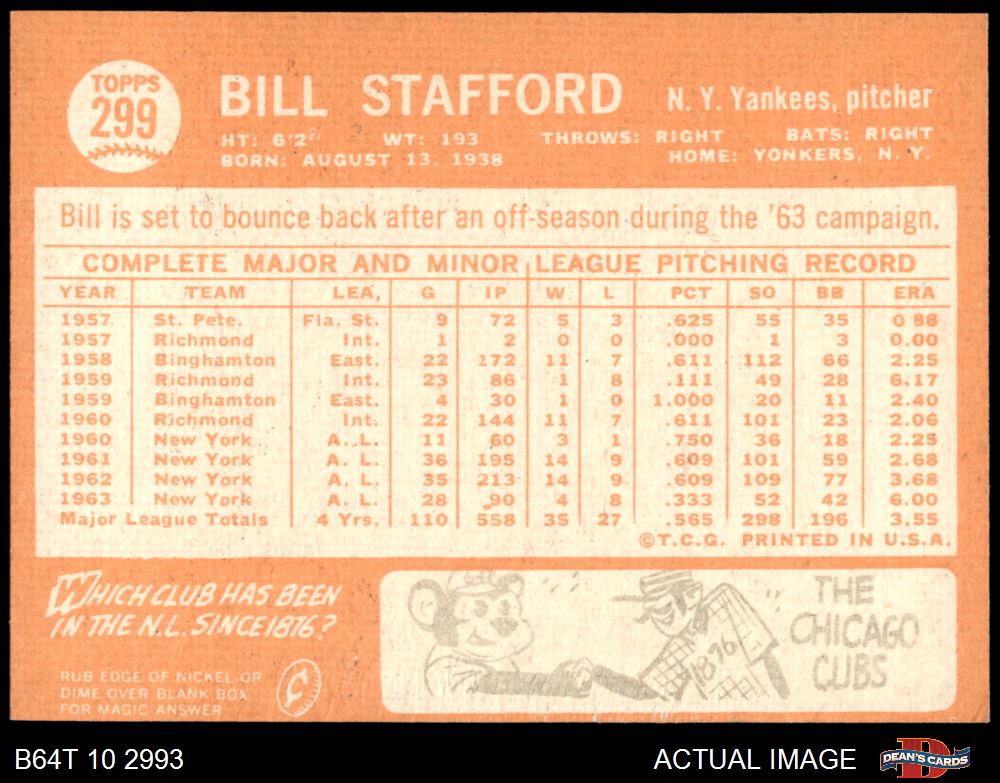 TOPPS
299
BILL STAFFORD
N. Y. Yankees, pitcher
HT: 6'2" WT: 193 THROWS: RIGHT BATS: RIGHT
BORN: AUGUST 13, 1938 HOME: YONKERS, N. Y.
Bill is set to bounce back after an off-season during the '63 campaign.
COMPLETE MAJOR AND MINOR LEAGUE PITCHING RECORD
YEAR TEAM LEA. G IP W L PCT SO BB ERA
1957 St. Pete. Fla. St. 9 72 5 3 .625 55 35 0.88
1957 Richmond Int. 1 2 0 0 .000 1 3 0.00
1958 Binghamton East. 22 172 11 7 .611 112 66 2.25
1959 Richmond Int. 23 86 1 8 .111 49 28 6.17
1959 Binghamton East. 4 30 1 0 1.000 20 11 2.40
1960 Richmond Int. 22 144 11 7 .611 101 23 2.06
1960 New York A. L. 11 60 3 1 .750 36 18 2.25
1961 New York A. L. 36 195 14 9 .609 101 59 2.68
1962 New York A. L. 35 213 14 9 .609 109 77 3.68
1963 New York A. L. 28 90 4 8 .333 52 42 6.00
Major League Totals 4 Yrs. 110 558 35 27 .565 298 196 3.55
©T.C.G. PRINTED IN U.S.A.
WHICH CLUB HAS BEEN
IN THE N.L. SINCE 1876?
RUB EDGE OF NICKEL OR
DIME OVER BLANK BOX
FOR MAGIC ANSWER
1876
THE
CHICAGO
CUBS
B64T 10 2993
ACTUAL IMAGE
DEAN'S CARDS